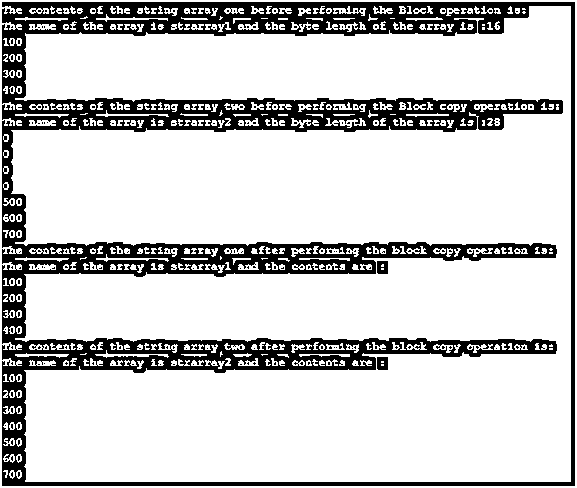 The contents of the string array one before performing the Block operation is:
The name of the array is strarray1 and the byte length of the array is :16
100
200
300
400
The contents of the string array two before performing the Block copy operation is:
The name of the array is strarray2 and the byte length of the array is :28
0
0
0
0
500
600
700
The contents of the string array one after performing the block copy operation is:
The name of the array is strarray1 and the contents are :
100
200
300
400
The contents of the string array two after performing the block copy operation is:
The name of the array is strarray2 and the contents are :
100
200
300
400
500
600
700